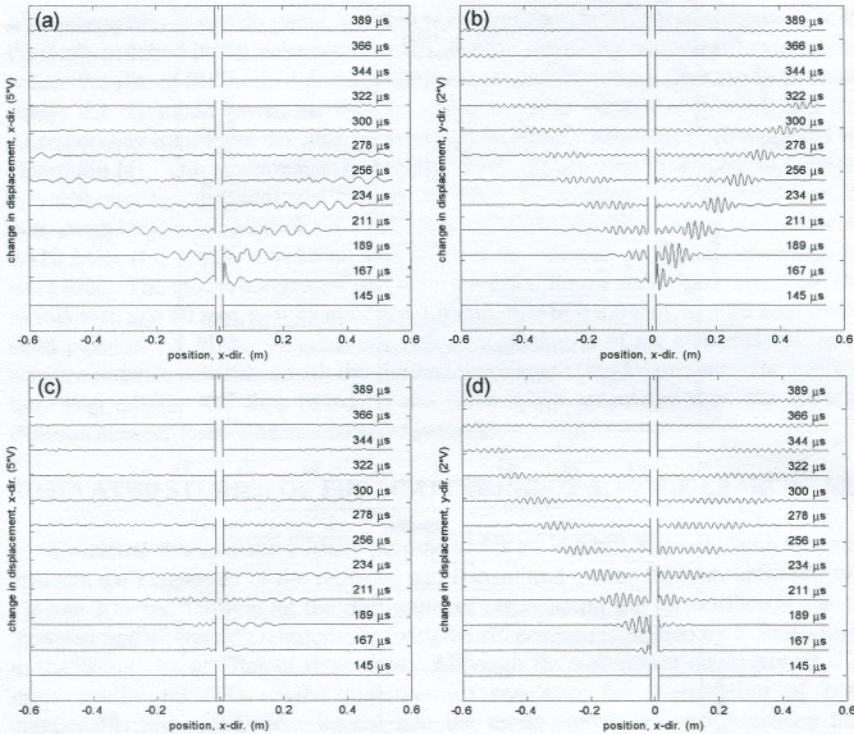 (a)
389 µs
366 µs
344 µs
322 µs
300 µs
278 µs
256 µs
234 µs
211 µs
189 µs
167 µs
145 µs
change in displacement, x-dir. (5*V)
-0.6 -0.4 -0.2 0 0.2 0.4 0.6
position, x-dir. (m)
(b)
389 µs
366 µs
344 µs
322 µs
300 µs
278 µs
256 µs
234 µs
211 µs
189 µs
167 µs
145 µs
change in displacement, y-dir. (2*V)
-0.6 -0.4 -0.2 0 0.2 0.4 0.6
position, x-dir. (m)
(c)
389 µs
366 µs
344 µs
322 µs
300 µs
278 µs
256 µs
234 µs
211 µs
189 µs
167 µs
145 µs
change in displacement, x-dir. (5*V)
-0.6 -0.4 -0.2 0 0.2 0.4 0.6
position, x-dir. (m)
(d)
389 µs
366 µs
344 µs
322 µs
300 µs
278 µs
256 µs
234 µs
211 µs
189 µs
167 µs
145 µs
change in displacement, y-dir. (2*V)
-0.6 -0.4 -0.2 0 0.2 0.4 0.6
position, x-dir. (m)